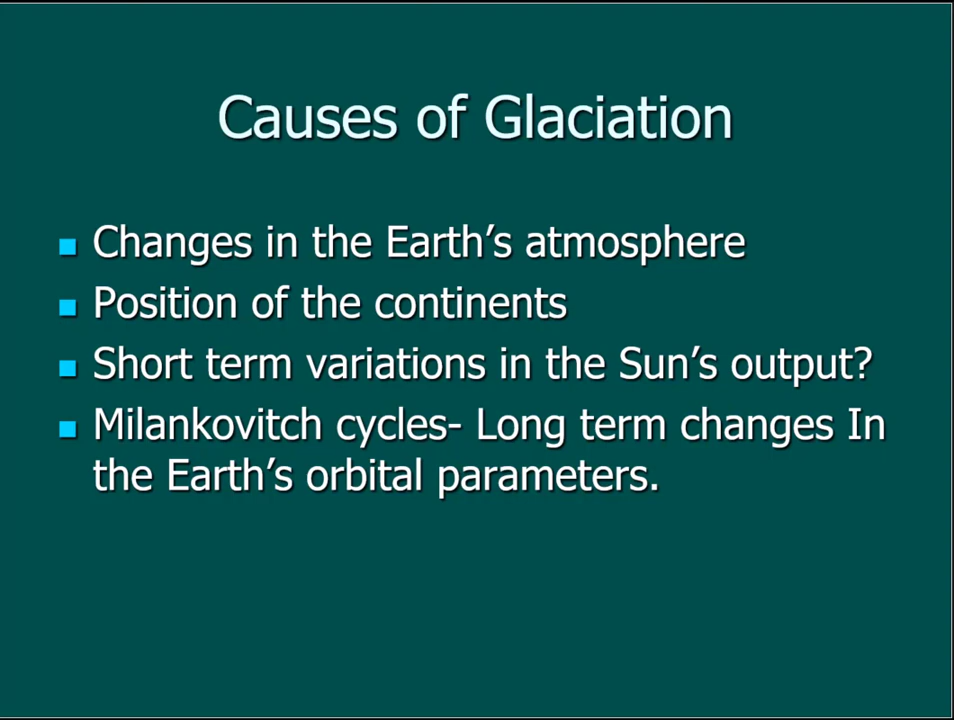 Causes of Glaciation
Changes in the Earth’s atmosphere
Position of the continents
Short term variations in the Sun’s output?
Milankovitch cycles- Long term changes In
the Earth’s orbital parameters.